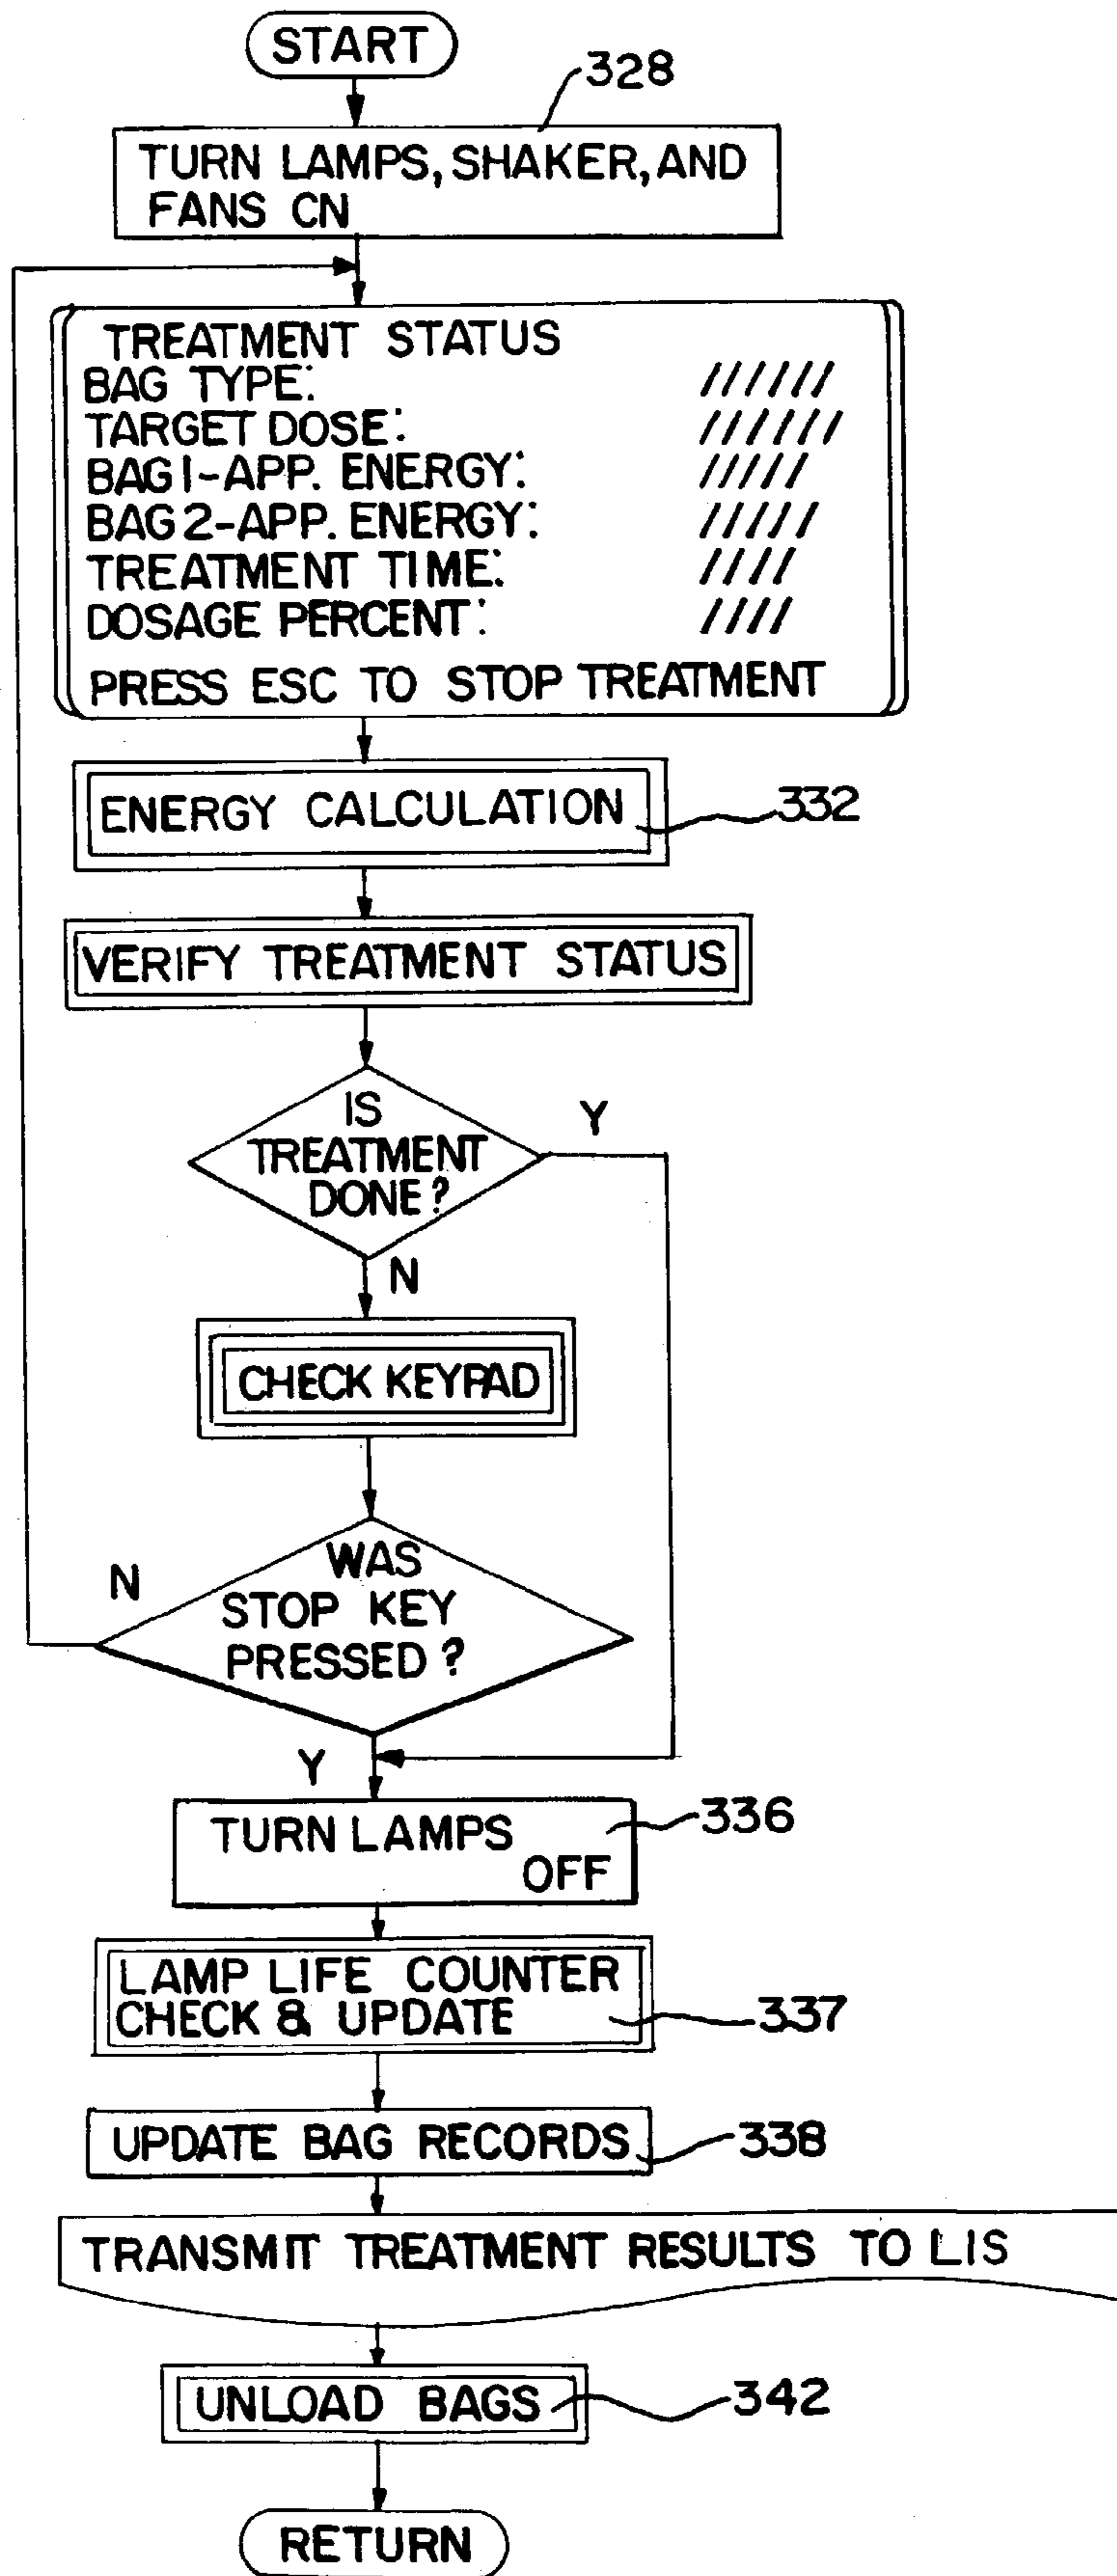 START
328
TURN LAMPS, SHAKER, AND
FANS CN
TREATMENT STATUS
BAG TYPE: //////
TARGET DOSE: //////
BAG 1-APP. ENERGY: /////
BAG 2-APP. ENERGY: /////
TREATMENT TIME: ////
DOSAGE PERCENT: ////
PRESS ESC TO STOP TREATMENT
ENERGY CALCULATION
332
VERIFY TREATMENT STATUS
IS
TREATMENT
DONE?
Y
N
CHECK KEYPAD
WAS
STOP KEY
PRESSED?
N
Y
TURN LAMPS
OFF
336
LAMP LIFE COUNTER
CHECK & UPDATE
337
UPDATE BAG RECORDS
338
TRANSMIT TREATMENT RESULTS TO LIS
UNLOAD BAGS
342
RETURN